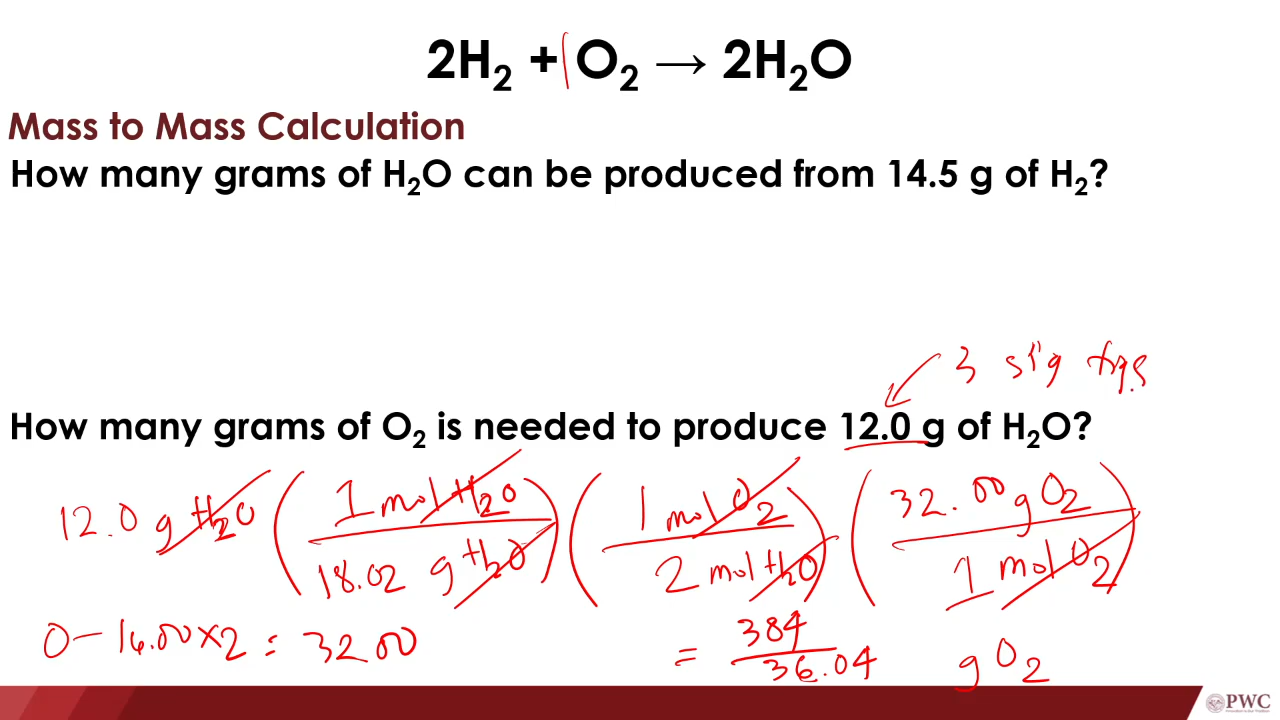 2H₂ + 1 O₂ → 2H₂O
Mass to Mass Calculation
How many grams of H₂O can be produced from 14.5 g of H₂?
3 sig figs
How many grams of O₂ is needed to produce 12.0 g of H₂O?
12.0 g H₂O (1 mol H₂O / 18.02 g H₂O) (1 mol O₂ / 2 mol H₂O) (32.00 g O₂ / 1 mol O₂)
O - 16.00 x 2 = 32.00
= 384 / 36.04 g O₂
PWC